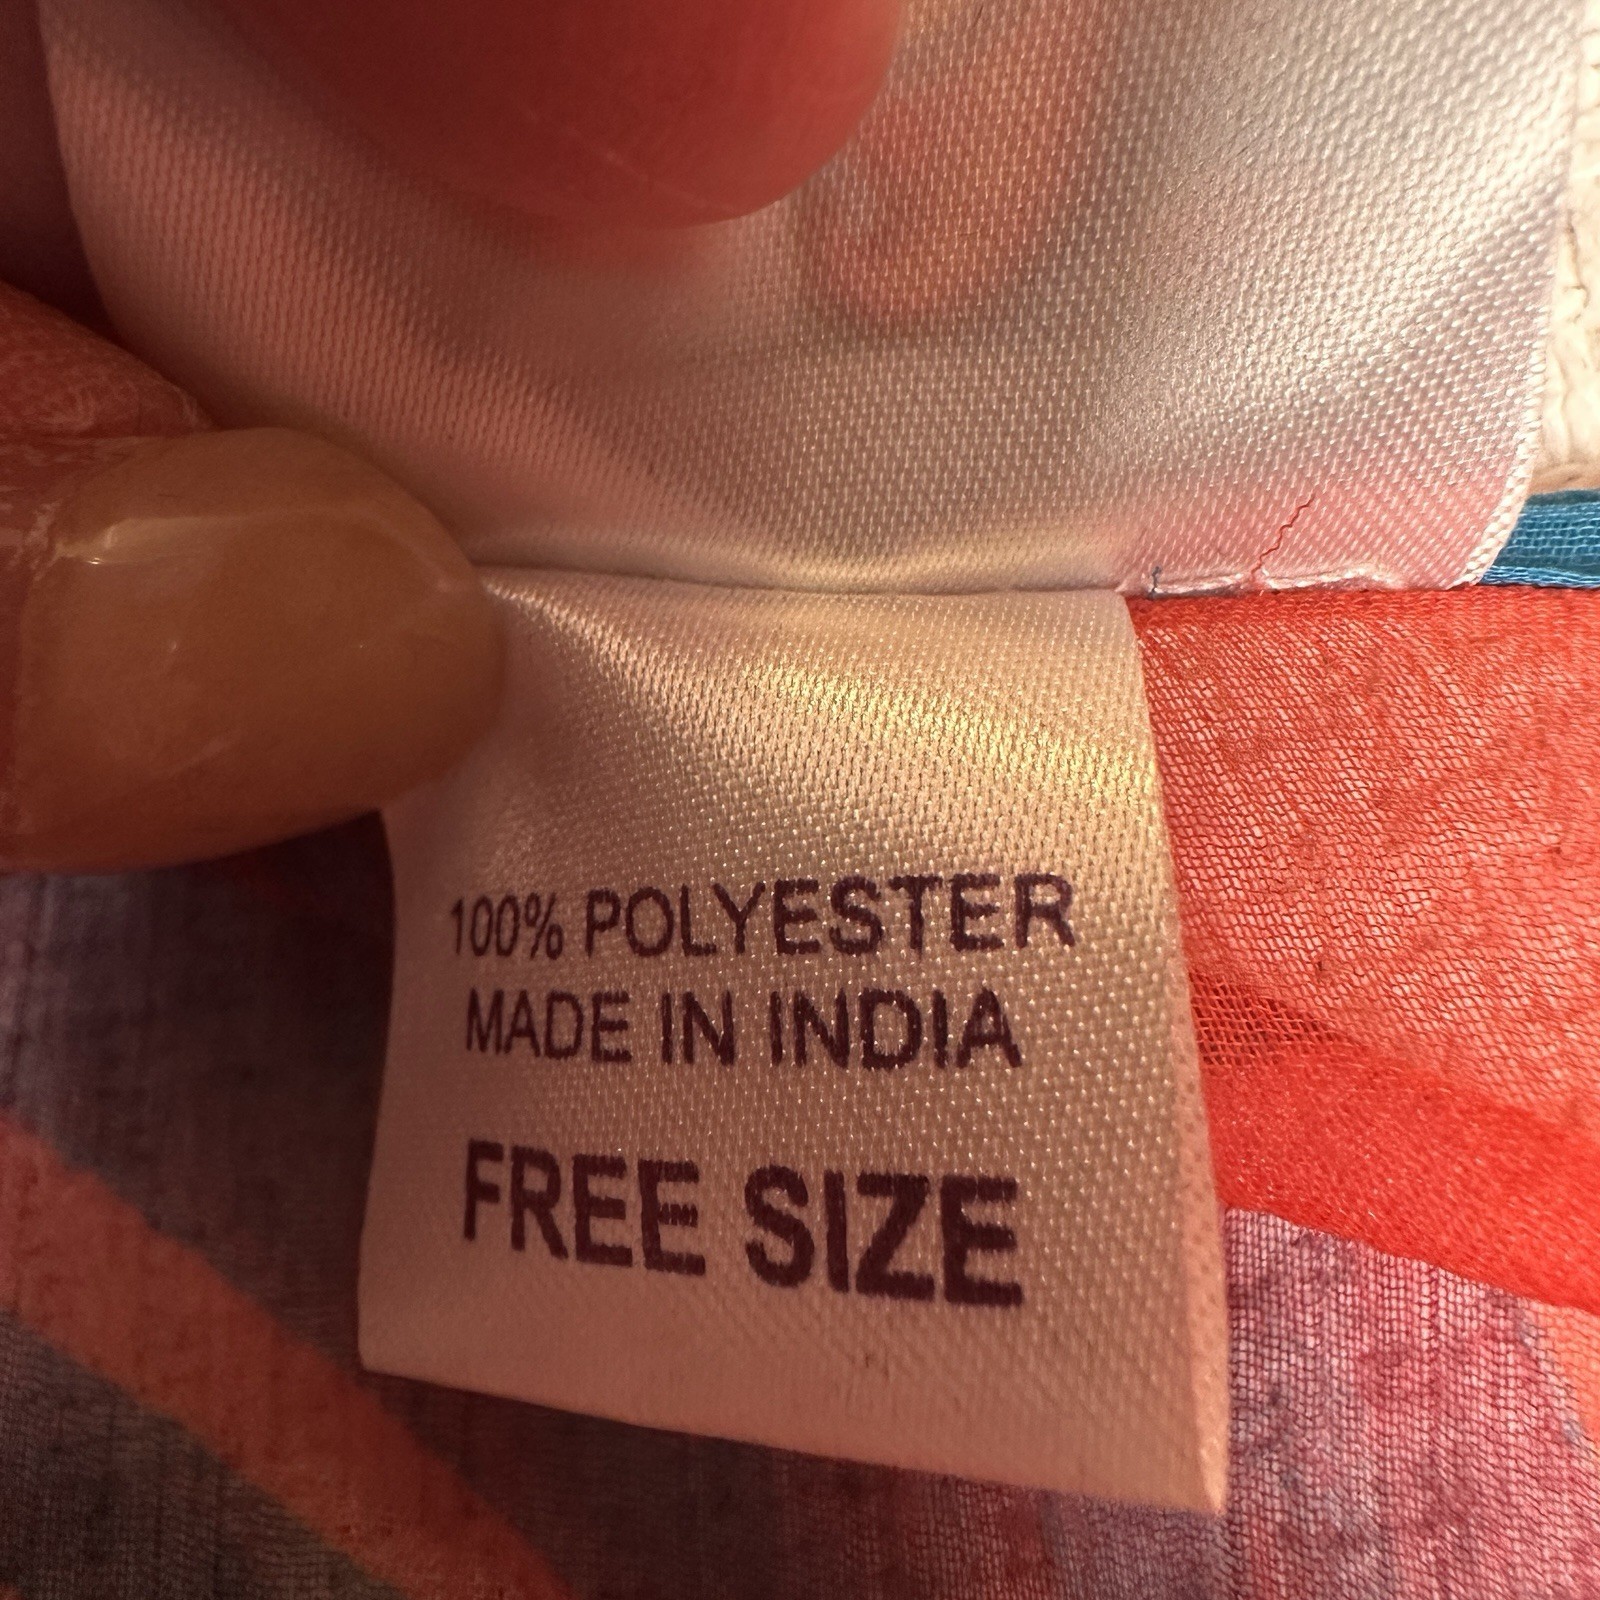 100% POLYESTER
MADE IN INDIA
FREE SIZE